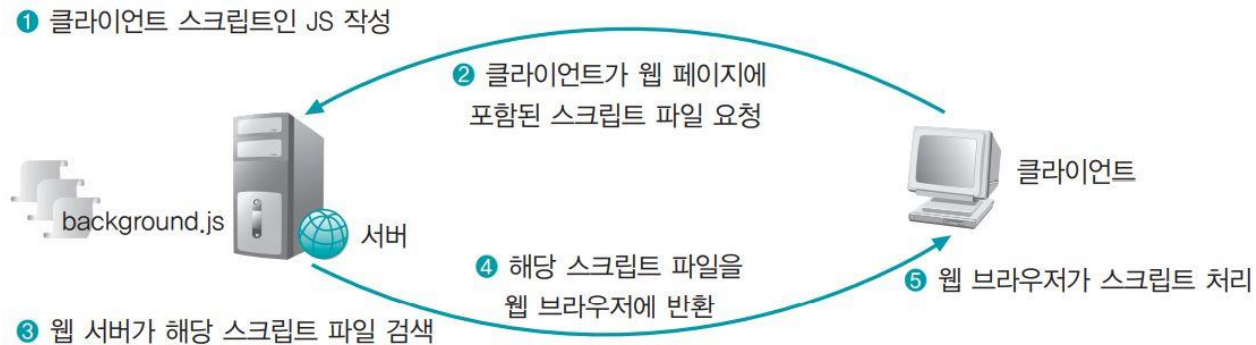 ❶ 클라이언트 스크립트인 JS 작성
❷ 클라이언트가 웹 페이지에
포함된 스크립트 파일 요청
클라이언트
background.js
서버
❹ 해당 스크립트 파일을
웹 브라우저에 반환
❺ 웹 브라우저가 스크립트 처리
❸ 웹 서버가 해당 스크립트 파일 검색